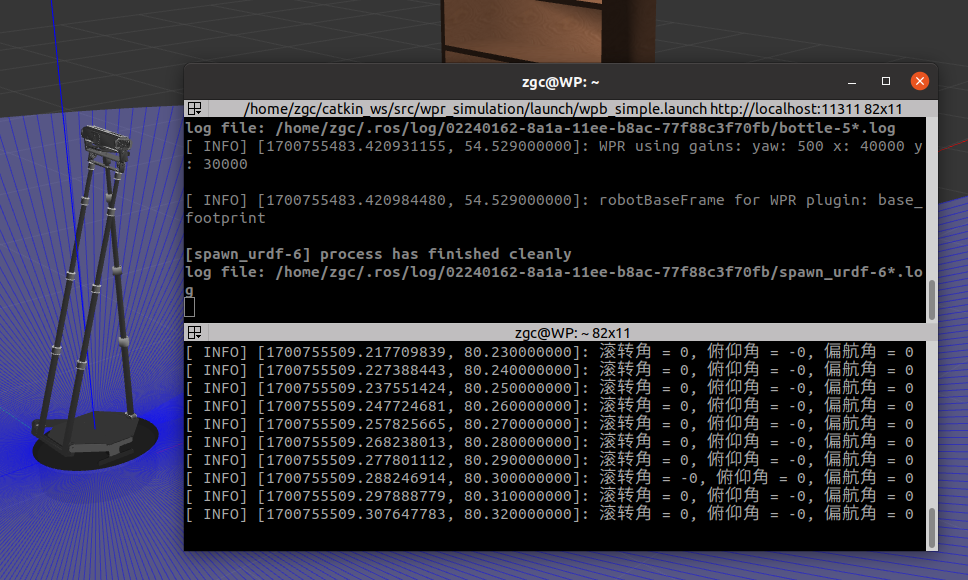 zgc@WP: ~
/home/zgc/catkin_ws/src/wpr_simulation/launch/wpb_simple.launch http://localhost:11311 82x11
log file: /home/zgc/.ros/log/02240162-8a1a-11ee-b8ac-77f88c3f70fb/bottle-5*.log
[ INFO] [1700755483.420931155, 54.529000000]: WPR using gains: yaw: 500 x: 40000 y
: 30000
[ INFO] [1700755483.420984480, 54.529000000]: robotBaseFrame for WPR plugin: base_
footprint
[spawn_urdf-6] process has finished cleanly
log file: /home/zgc/.ros/log/02240162-8a1a-11ee-b8ac-77f88c3f70fb/spawn_urdf-6*.lo
g
zgc@WP: ~ 82x11
[ INFO] [1700755509.217709839, 80.230000000]: 滚转角 = 0, 俯仰角 = -0, 偏航角 = 0
[ INFO] [1700755509.227388443, 80.240000000]: 滚转角 = 0, 俯仰角 = -0, 偏航角 = 0
[ INFO] [1700755509.237551424, 80.250000000]: 滚转角 = 0, 俯仰角 = -0, 偏航角 = 0
[ INFO] [1700755509.247724681, 80.260000000]: 滚转角 = 0, 俯仰角 = -0, 偏航角 = 0
[ INFO] [1700755509.257825665, 80.270000000]: 滚转角 = 0, 俯仰角 = -0, 偏航角 = 0
[ INFO] [1700755509.268238013, 80.280000000]: 滚转角 = 0, 俯仰角 = -0, 偏航角 = 0
[ INFO] [1700755509.277801112, 80.290000000]: 滚转角 = 0, 俯仰角 = -0, 偏航角 = 0
[ INFO] [1700755509.288246914, 80.300000000]: 滚转角 = -0, 俯仰角 = 0, 偏航角 = 0
[ INFO] [1700755509.297888779, 80.310000000]: 滚转角 = 0, 俯仰角 = -0, 偏航角 = 0
[ INFO] [1700755509.307647783, 80.320000000]: 滚转角 = 0, 俯仰角 = -0, 偏航角 = 0